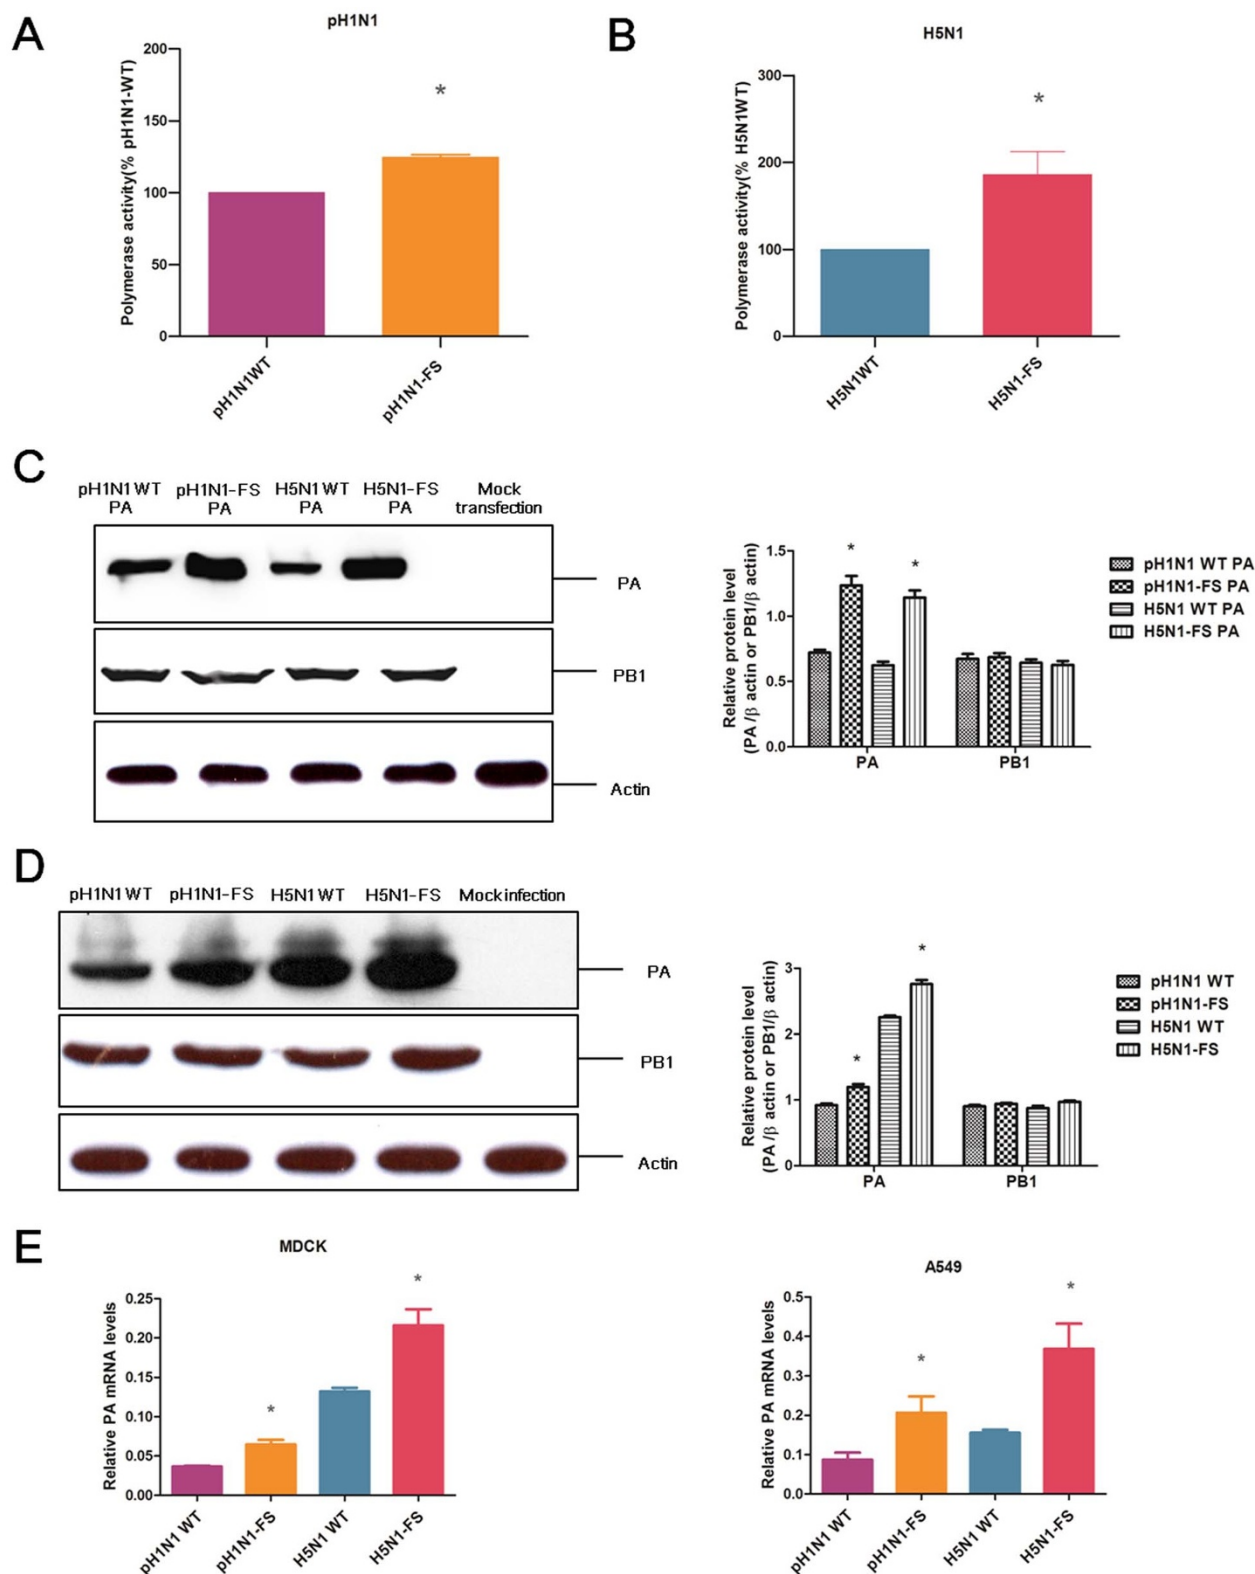 A
pH1N1
Polymerase activity(% pH1N1-WT)
200
150
100
50
0
*
pH1N1WT
pH1N1-FS
B
H5N1
Polymerase activity(% H5N1WT)
300
200
100
0
*
H5N1WT
H5N1-FS
C
pH1N1 WT PA
pH1N1-FS PA
H5N1 WT PA
H5N1-FS PA
Mock transfection
PA
PB1
Actin
Relative protein level
(PA /β actin or PB1/β actin)
1.5
1.0
0.5
0.0
*
*
PA
PB1
pH1N1 WT PA
pH1N1-FS PA
H5N1 WT PA
H5N1-FS PA
D
pH1N1 WT
pH1N1-FS
H5N1 WT
H5N1-FS
Mock infection
PA
PB1
Actin
Relative protein level
(PA /β actin or PB1/β actin)
3
2
1
0
*
*
PA
PB1
pH1N1 WT
pH1N1-FS
H5N1 WT
H5N1-FS
E
MDCK
Relative PA mRNA levels
0.25
0.20
0.15
0.10
0.05
0.00
*
*
pH1N1 WT
pH1N1-FS
H5N1 WT
H5N1-FS
A549
Relative PA mRNA levels
0.5
0.4
0.3
0.2
0.1
0.0
*
*
pH1N1 WT
pH1N1-FS
H5N1 WT
H5N1-FS